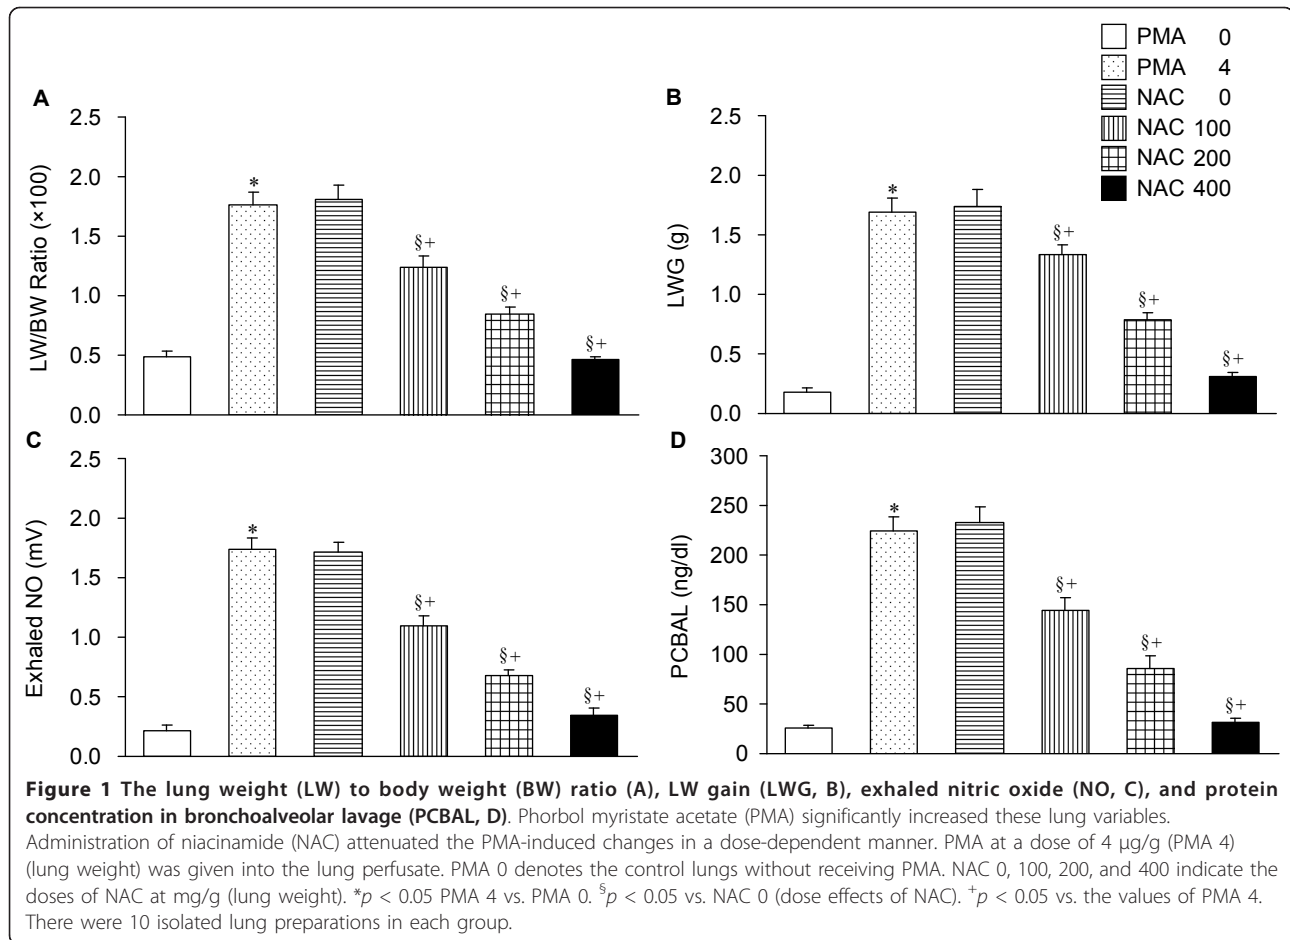 PMA 0
PMA 4
NAC 0
NAC 100
NAC 200
NAC 400
A
2.5
2.0
1.5
1.0
0.5
0.0
LW/BW Ratio (×100)
*
§+
§+
§+
B
2.5
2.0
1.5
1.0
0.5
0.0
LWG (g)
*
§+
§+
§+
C
2.5
2.0
1.5
1.0
0.5
0.0
Exhaled NO (mV)
*
§+
§+
§+
D
300
250
200
150
100
50
0
PCBAL (ng/dl)
*
§+
§+
§+
Figure 1 The lung weight (LW) to body weight (BW) ratio (A), LW gain (LWG, B), exhaled nitric oxide (NO, C), and protein
concentration in bronchoalveolar lavage (PCBAL, D). Phorbol myristate acetate (PMA) significantly increased these lung variables.
Administration of niacinamide (NAC) attenuated the PMA-induced changes in a dose-dependent manner. PMA at a dose of 4 μg/g (PMA 4)
(lung weight) was given into the lung perfusate. PMA 0 denotes the control lungs without receiving PMA. NAC 0, 100, 200, and 400 indicate the
doses of NAC at mg/g (lung weight). *p < 0.05 PMA 4 vs. PMA 0. §p < 0.05 vs. NAC 0 (dose effects of NAC). +p < 0.05 vs. the values of PMA 4.
There were 10 isolated lung preparations in each group.